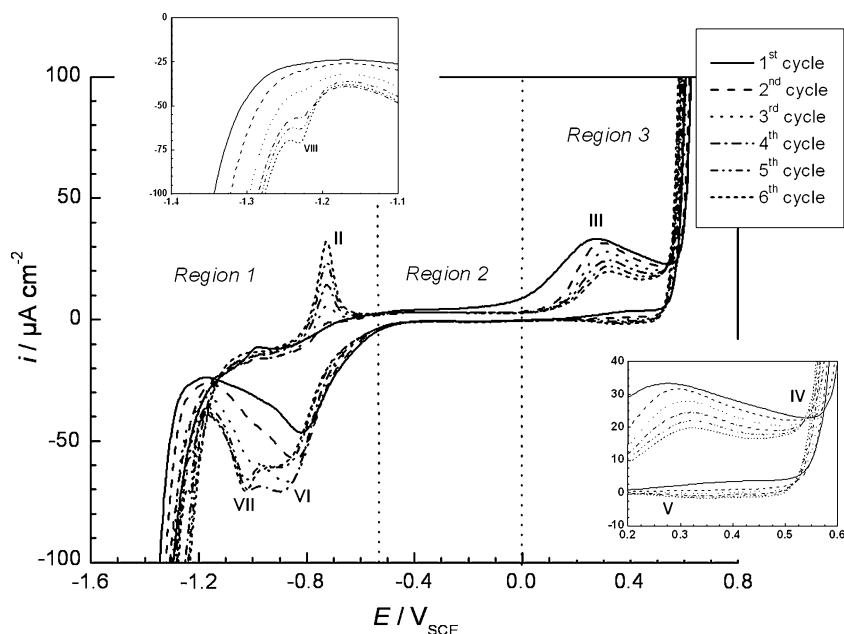 0
-25
-50
-75
-100
-1.4
-1.3
-1.2
-1.1
VIII
1st cycle
2nd cycle
3rd cycle
4th cycle
5th cycle
6th cycle
100
50
0
-50
-100
i / µA cm-2
Region 1
Region 2
Region 3
II
III
VII
VI
40
30
20
10
0
-10
IV
V
0.2
0.3
0.4
0.5
0.6
-1.6
-1.2
-0.8
-0.4
0.0
0.4
0.8
E / VSCE